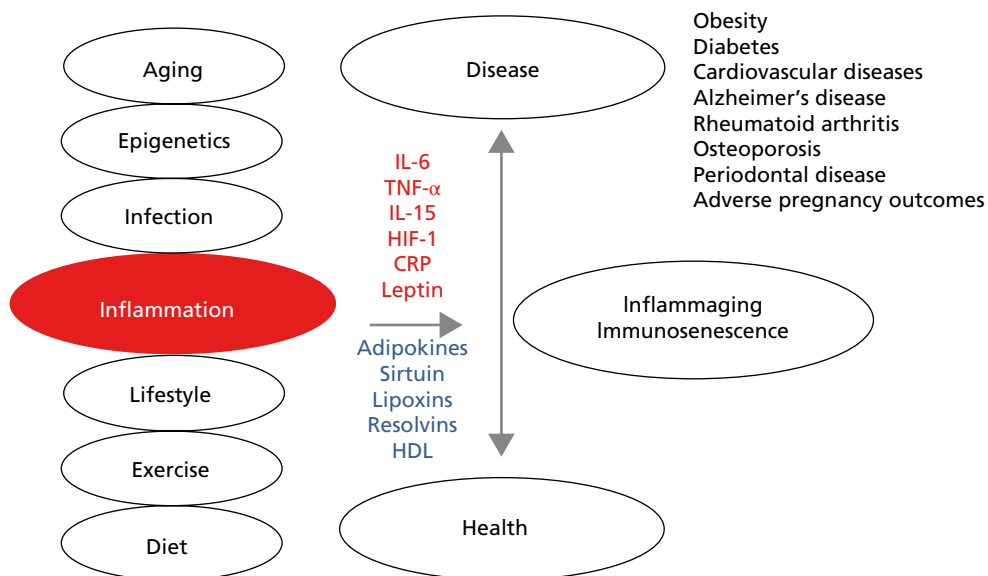 Aging
Epigenetics
Infection
Inflammation
Lifestyle
Exercise
Diet
IL-6
TNF-α
IL-15
HIF-1
CRP
Leptin
Adipokines
Sirtuin
Lipoxins
Resolvins
HDL
Disease
Inflammaging
Immunosenescence
Health
Obesity
Diabetes
Cardiovascular diseases
Alzheimer’s disease
Rheumatoid arthritis
Osteoporosis
Periodontal disease
Adverse pregnancy outcomes